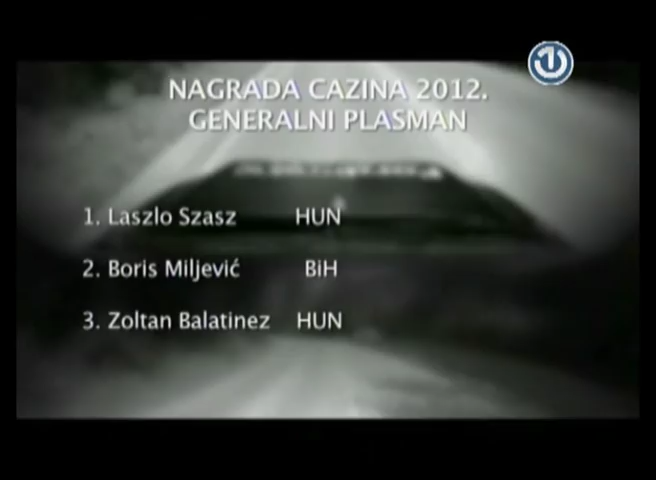 NAGRADA CAZINA 2012.
GENERALNI PLASMAN
1. Laszlo Szasz HUN
2. Boris Miljević BiH
3. Zoltan Balatinez HUN